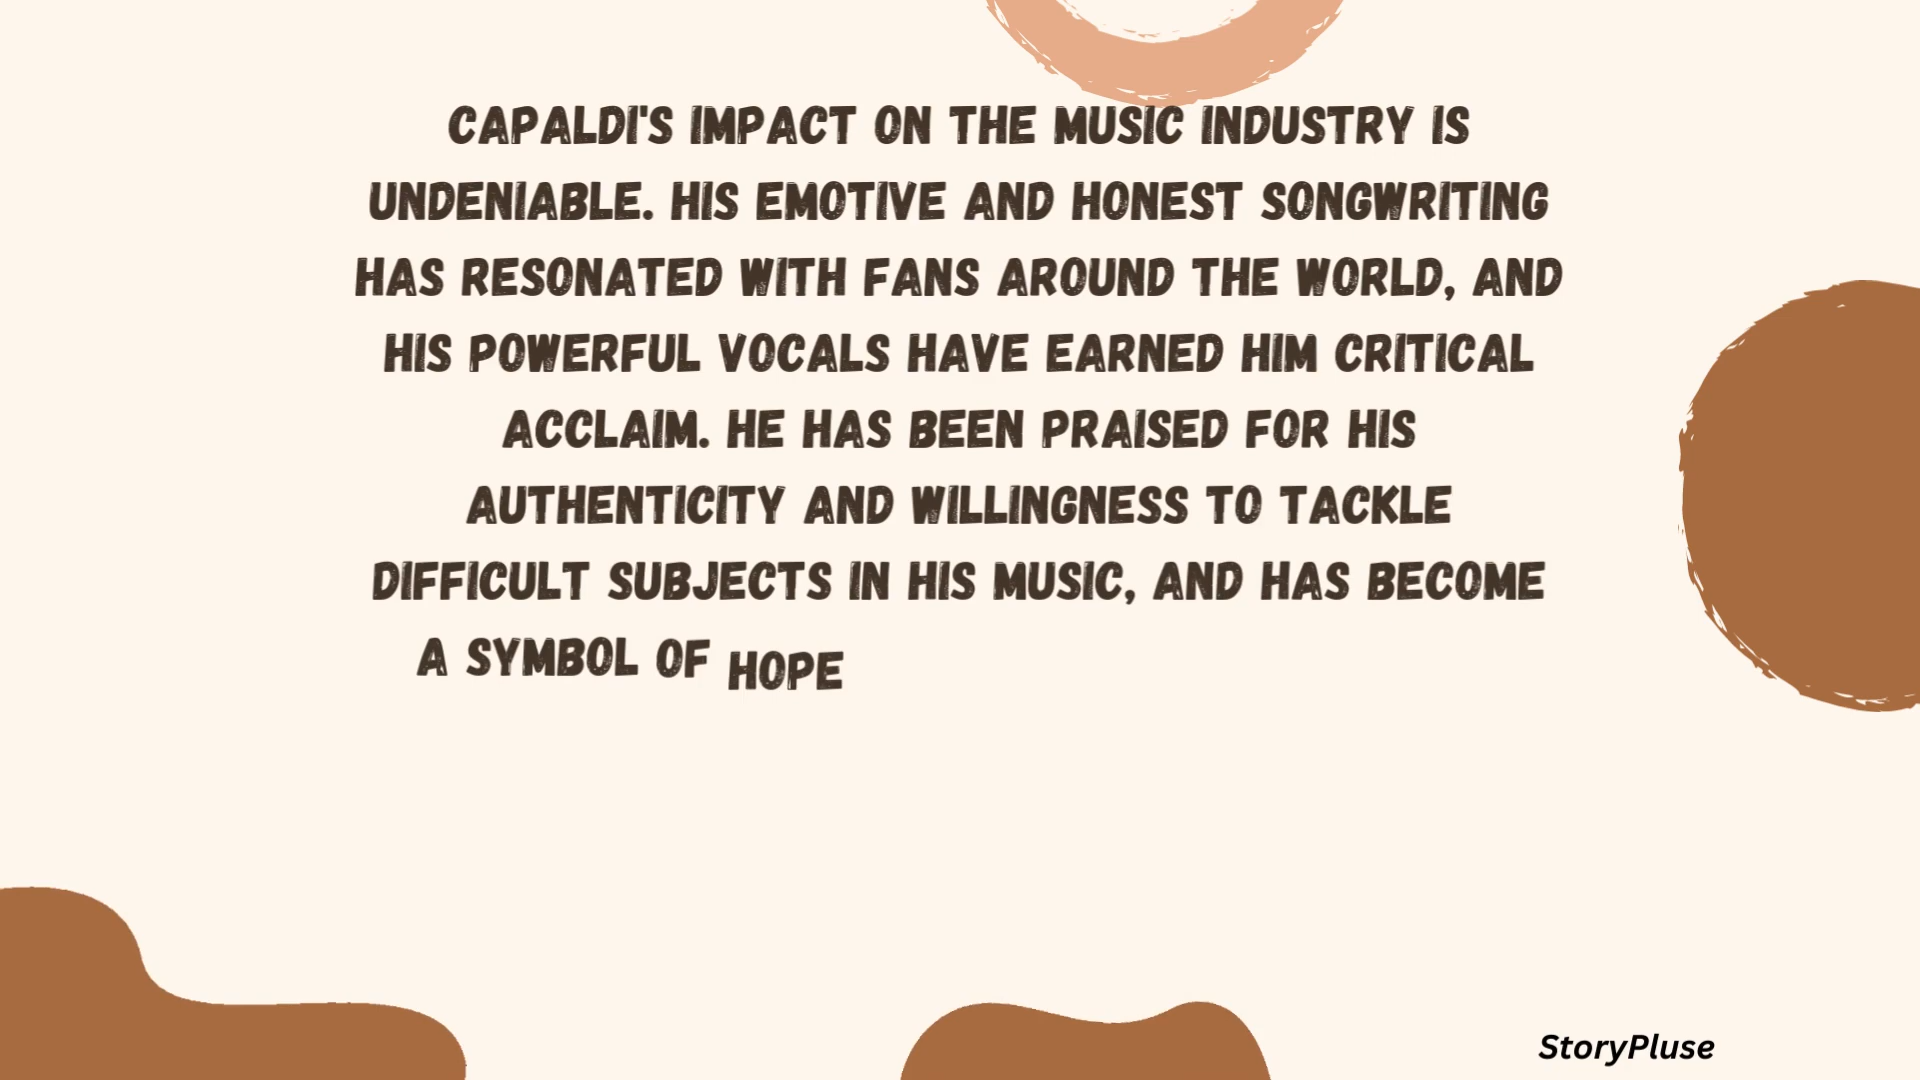 CAPALDI'S IMPACT ON THE MUSIC INDUSTRY IS
UNDENIABLE. HIS EMOTIVE AND HONEST SONGWRITING
HAS RESONATED WITH FANS AROUND THE WORLD, AND
HIS POWERFUL VOCALS HAVE EARNED HIM CRITICAL
ACCLAIM. HE HAS BEEN PRAISED FOR HIS
AUTHENTICITY AND WILLINGNESS TO TACKLE
DIFFICULT SUBJECTS IN HIS MUSIC, AND HAS BECOME
A SYMBOL OF HOPE
StoryPluse